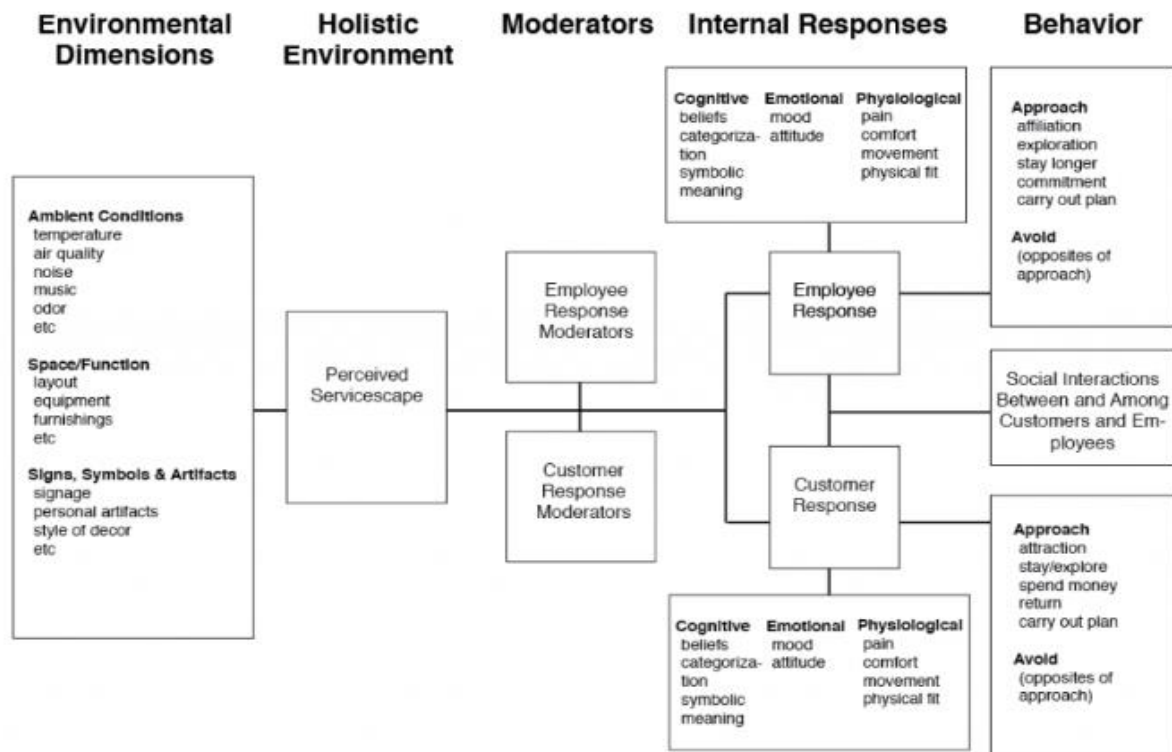 Environmental
Dimensions
Holistic
Environment
Moderators
Internal Responses
Behavior
Ambient Conditions
temperature
air quality
noise
music
odor
etc
Space/Function
layout
equipment
furnishings
etc
Signs, Symbols & Artifacts
signage
personal artifacts
style of decor
etc
Perceived
Servicescape
Employee
Response
Moderators
Customer
Response
Moderators
Cognitive
beliefs
categoriza-
tion
symbolic
meaning
Emotional
mood
attitude
Physiological
pain
comfort
movement
physical fit
Employee
Response
Customer
Response
Cognitive
beliefs
categoriza-
tion
symbolic
meaning
Emotional
mood
attitude
Physiological
pain
comfort
movement
physical fit
Approach
affiliation
exploration
stay longer
commitment
carry out plan
Avoid
(opposites of
approach)
Social Interactions
Between and Among
Customers and Em-
ployees
Approach
attraction
stay/explore
spend money
return
carry out plan
Avoid
(opposites of
approach)